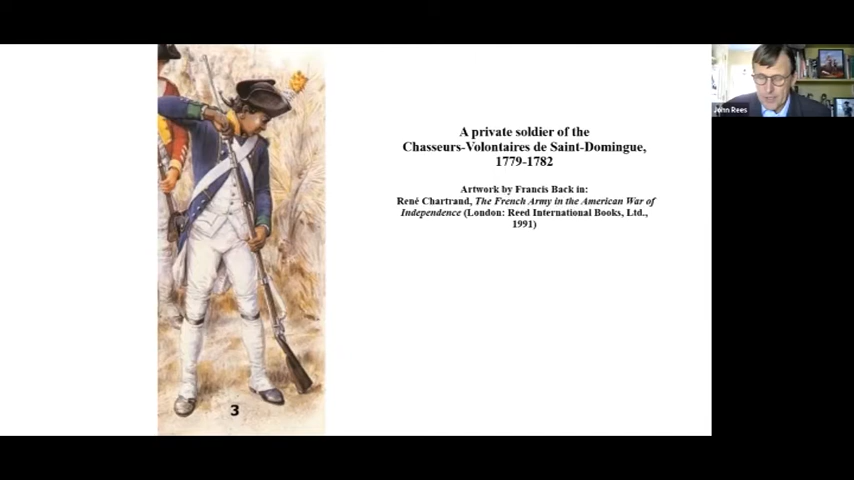 A private soldier of the
Chasseurs-Volontaires de Saint-Domingue,
1779-1782
Artwork by Francis Back in:
René Chartrand, The French Army in the American War of
Independence (London: Reed International Books, Ltd.,
1991)
3
John Rees